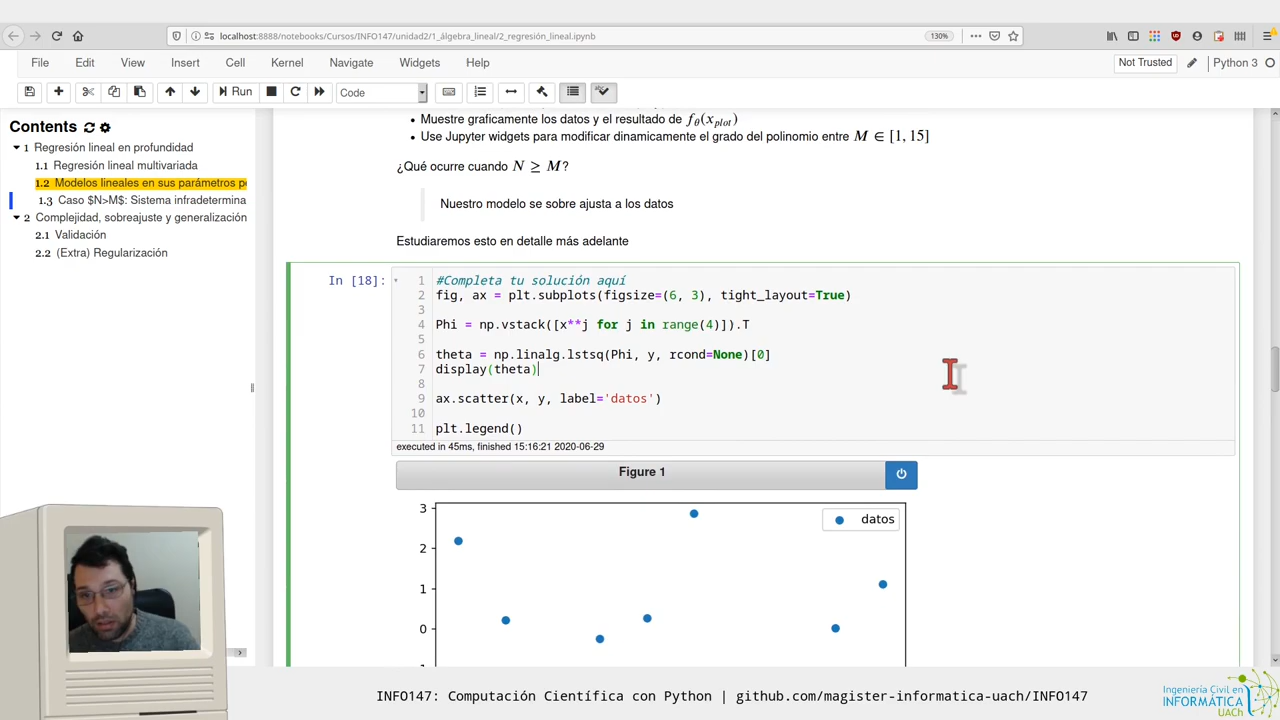 localhost:8888/notebooks/Cursos/INFO147/unidad2/1_álgebra_lineal/2_regresión_lineal.ipynb
130%
File Edit View Insert Cell Kernel Navigate Widgets Help
Not Trusted
Python 3
Run
Code
Contents
1 Regresión lineal en profundidad
1.1 Regresión lineal multivariada
1.2 Modelos lineales en sus parámetros p
1.3 Caso $N>M$: Sistema infradetermina
2 Complejidad, sobreajuste y generalización
2.1 Validación
2.2 (Extra) Regularización
• Muestre graficamente los datos y el resultado de fθ(xplot)
• Use Jupyter widgets para modificar dinamicamente el grado del polinomio entre M ∈ [1, 15]
¿Qué ocurre cuando N ≥ M?
Nuestro modelo se sobre ajusta a los datos
Estudiaremos esto en detalle más adelante
In [18]:
1 #Completa tu solución aquí
2 fig, ax = plt.subplots(figsize=(6, 3), tight_layout=True)
3
4 Phi = np.vstack([x**j for j in range(4)]).T
5
6 theta = np.linalg.lstsq(Phi, y, rcond=None)[0]
7 display(theta)
8
9 ax.scatter(x, y, label='datos')
10
11 plt.legend()
executed in 45ms, finished 15:16:21 2020-06-29
Figure 1
3
2
1
0
datos
INFO147: Computación Científica con Python | github.com/magister-informatica-uach/INFO147
Ingeniería Civil en
INFORMÁTICA
UACh